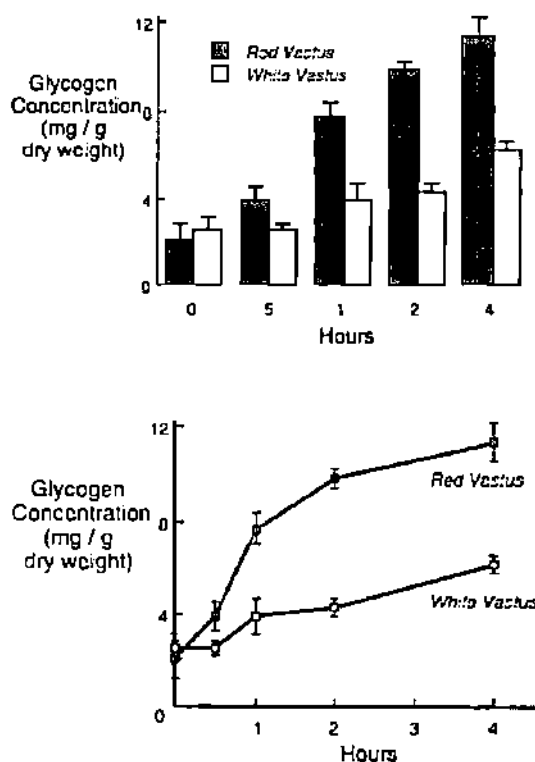 12
8
4
0
Glycogen
Concentration
(mg / g
dry weight)
Red Vastus
White Vastus
0 5 1 2 4
Hours
12
8
4
0
Glycogen
Concentration
(mg / g
dry weight)
Red Vastus
White Vastus
1 2 3 4
Hours